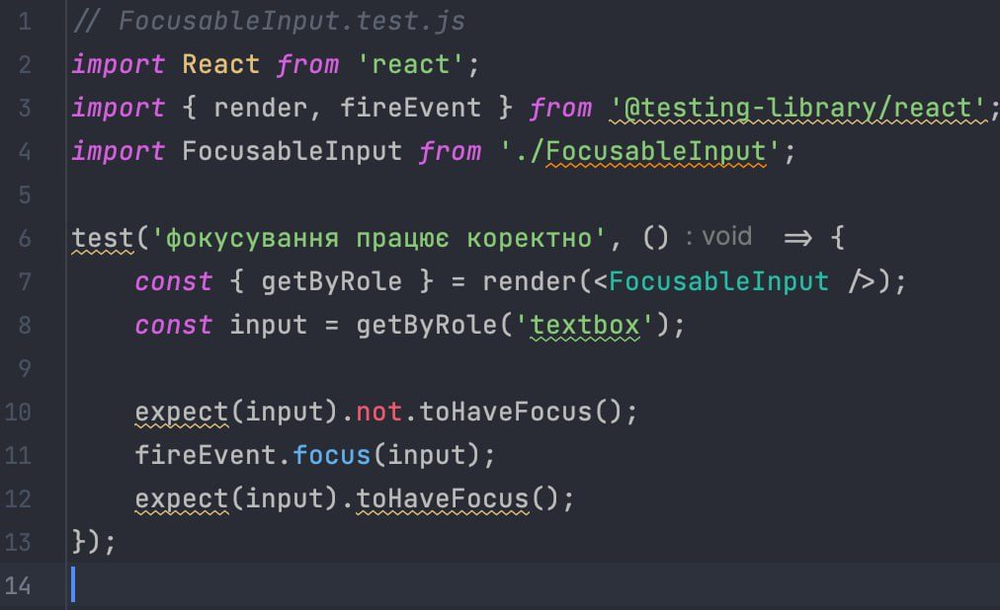 1 // FocusableInput.test.js
2 import React from 'react';
3 import { render, fireEvent } from '@testing-library/react';
4 import FocusableInput from './FocusableInput';
5
6 test('фокусування працює коректно', () : void => {
7 const { getByRole } = render(<FocusableInput />);
8 const input = getByRole('textbox');
9
10 expect(input).not.toHaveFocus();
11 fireEvent.focus(input);
12 expect(input).toHaveFocus();
13 });
14